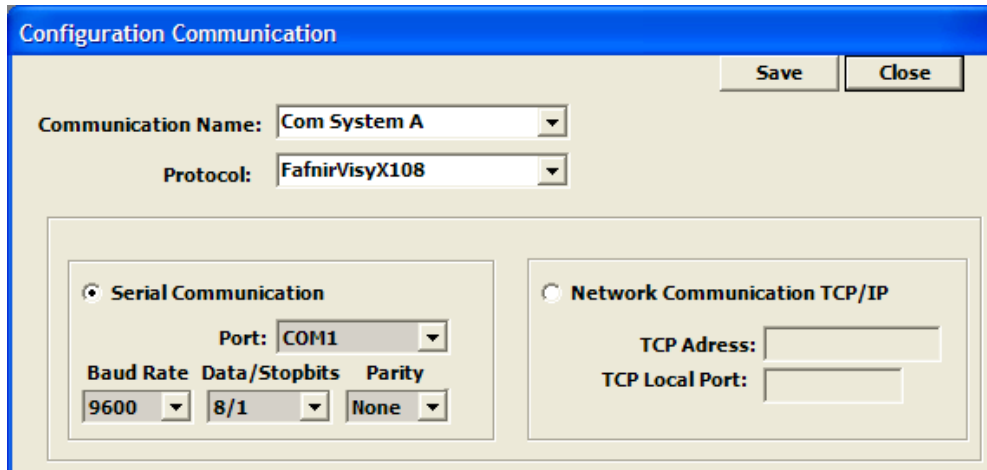 Configuration Communication
Save Close
Communication Name: Com System A
Protocol: FafnirVisyX108
Serial Communication
Port: COM1
Baud Rate Data/Stopbits Parity
9600 8/1 None
Network Communication TCP/IP
TCP Adress:
TCP Local Port: